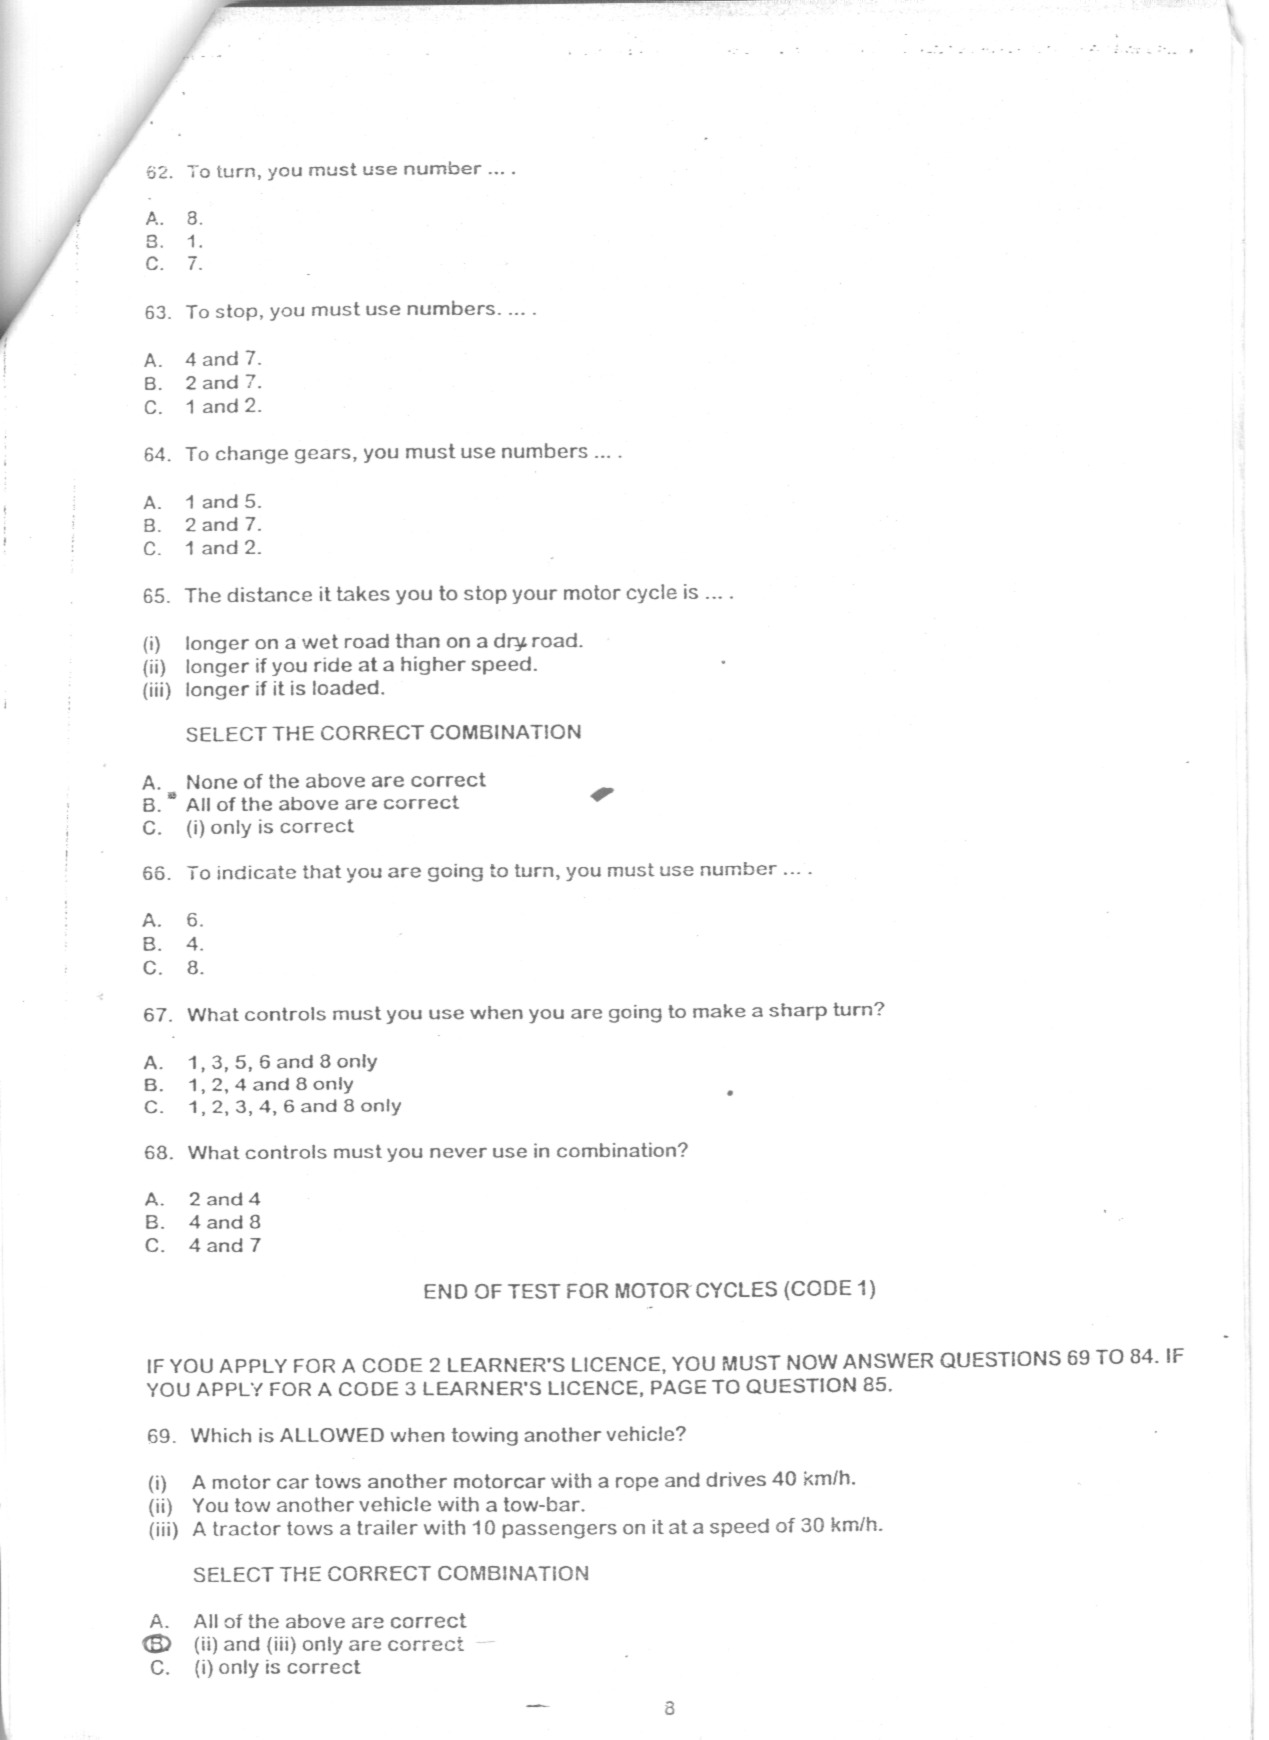 62. To turn, you must use number ... .
A. 8.
B. 1.
C. 7.
63. To stop, you must use numbers. ... .
A. 4 and 7.
B. 2 and 7.
C. 1 and 2.
64. To change gears, you must use numbers ... .
A. 1 and 5.
B. 2 and 7.
C. 1 and 2.
65. The distance it takes you to stop your motor cycle is ... .
(i) longer on a wet road than on a dry road.
(ii) longer if you ride at a higher speed.
(iii) longer if it is loaded.
SELECT THE CORRECT COMBINATION
A. None of the above are correct
B. All of the above are correct
C. (i) only is correct
66. To indicate that you are going to turn, you must use number ... .
A. 6.
B. 4.
C. 8.
67. What controls must you use when you are going to make a sharp turn?
A. 1, 3, 5, 6 and 8 only
B. 1, 2, 4 and 8 only
C. 1, 2, 3, 4, 6 and 8 only
68. What controls must you never use in combination?
A. 2 and 4
B. 4 and 8
C. 4 and 7
END OF TEST FOR MOTOR CYCLES (CODE 1)
IF YOU APPLY FOR A CODE 2 LEARNER'S LICENCE, YOU MUST NOW ANSWER QUESTIONS 69 TO 84. IF
YOU APPLY FOR A CODE 3 LEARNER'S LICENCE, PAGE TO QUESTION 85.
69. Which is ALLOWED when towing another vehicle?
(i) A motor car tows another motorcar with a rope and drives 40 km/h.
(ii) You tow another vehicle with a tow-bar.
(iii) A tractor tows a trailer with 10 passengers on it at a speed of 30 km/h.
SELECT THE CORRECT COMBINATION
A. All of the above are correct
B (ii) and (iii) only are correct
C. (i) only is correct
8